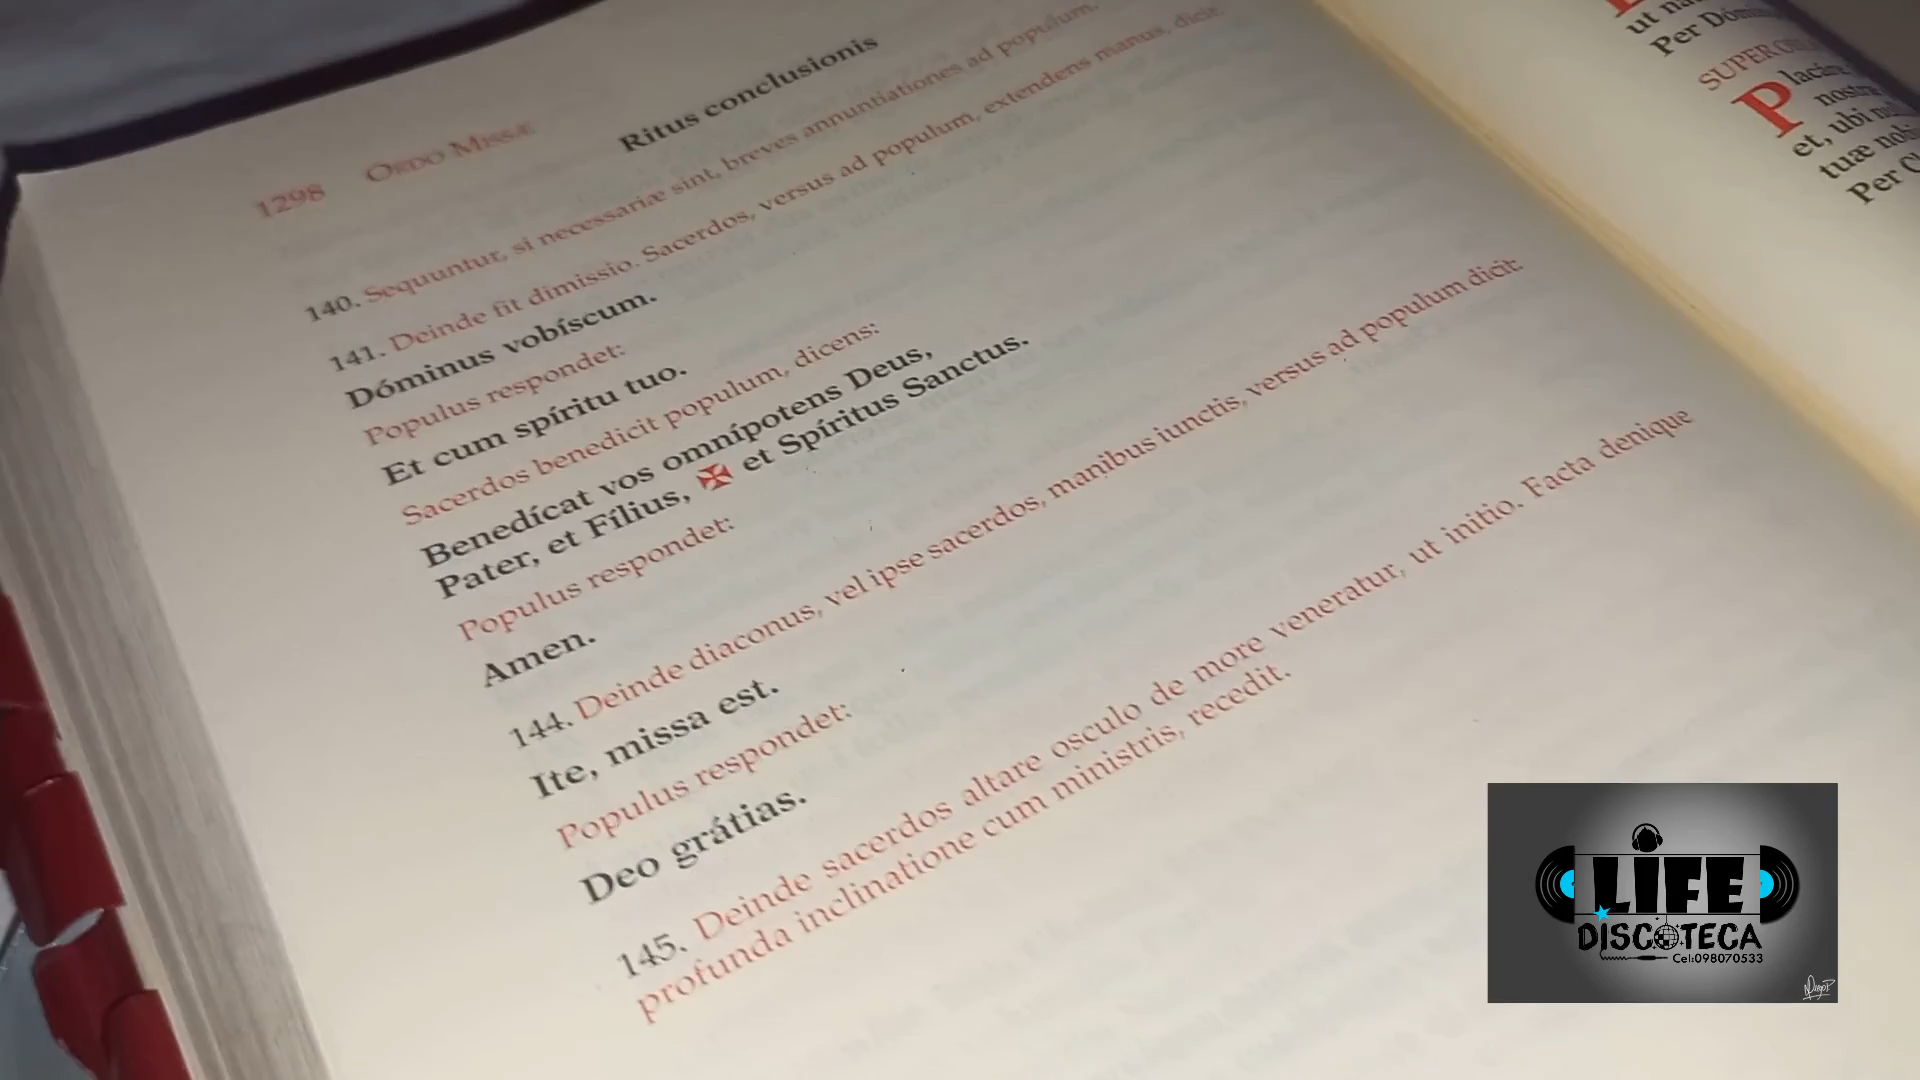 1298 ORDO MISSÆ
Ritus conclusionis
140. Sequuntur, si necessariæ sint, breves annuntiationes ad populum.
141. Deinde fit dimissio. Sacerdos, versus ad populum, extendens manus, dicit:
Dóminus vobíscum.
Populus respondet:
Et cum spíritu tuo.
Sacerdos benedicit populum, dicens:
Benedícat vos omnípotens Deus,
Pater, et Fílius, ✠ et Spíritus Sanctus.
Populus respondet:
Amen.
144. Deinde diaconus, vel ipse sacerdos, manibus iunctis, versus ad populum dicit:
Ite, missa est.
Populus respondet:
Deo grátias.
145. Deinde sacerdos altare osculo de more veneratur, ut initio. Facta denique
profunda inclinatione cum ministris, recedit.
ut
Per
SUPER
et, ubi
tuæ
Per
LIFE
DISCOTECA
Cel:098070533